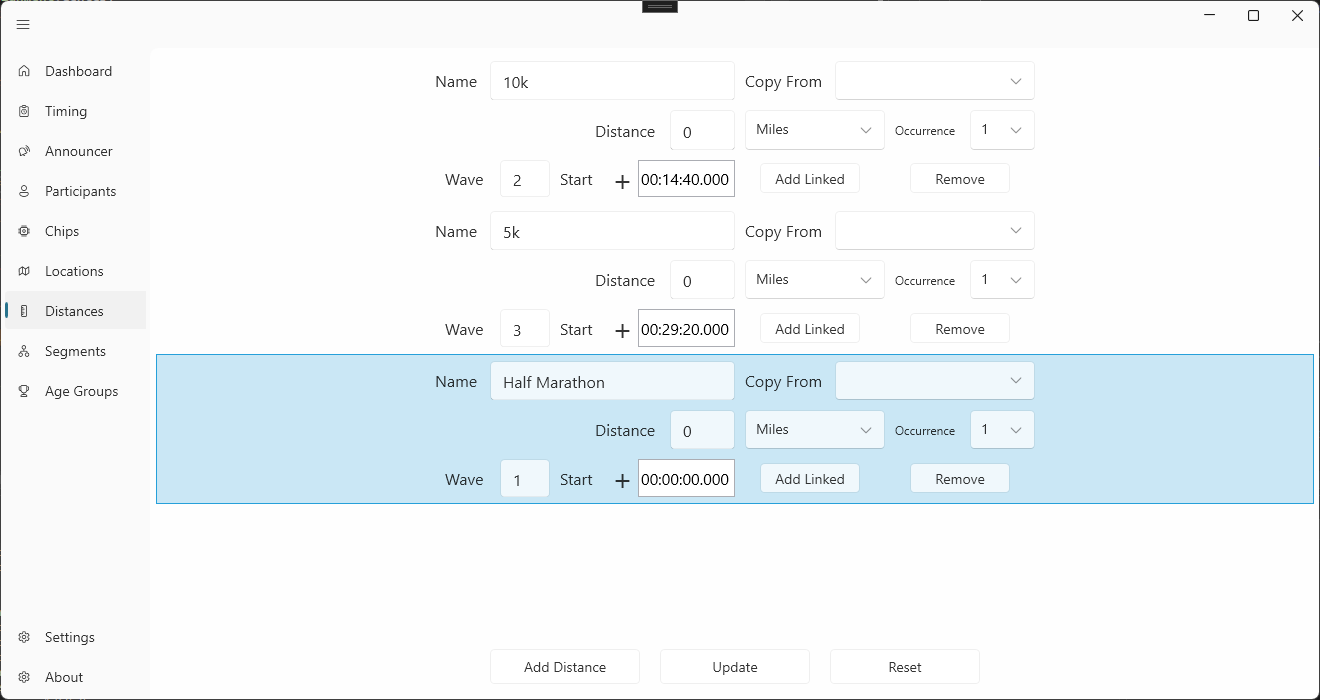 Dashboard
Timing
Announcer
Participants
Chips
Locations
Distances
Segments
Age Groups
Settings
About
Name 10k Copy From
Distance 0 Miles Occurrence 1
Wave 2 Start + 00:14:40.000 Add Linked Remove
Name 5k Copy From
Distance 0 Miles Occurrence 1
Wave 3 Start + 00:29:20.000 Add Linked Remove
Name Half Marathon Copy From
Distance 0 Miles Occurrence 1
Wave 1 Start + 00:00:00.000 Add Linked Remove
Add Distance Update Reset